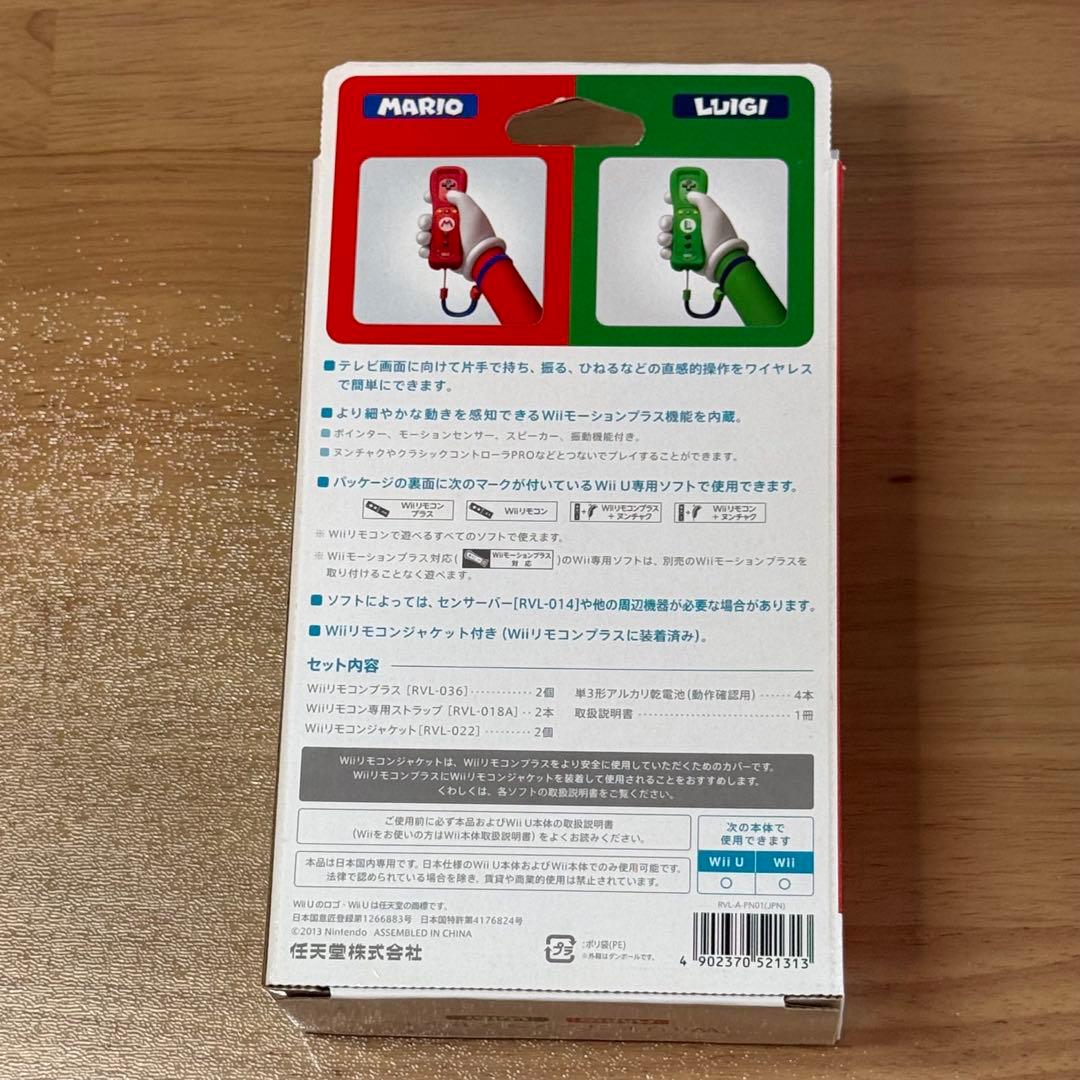 MARIO
LUIGI
■テレビ画面に向けて片手で持ち、振る、ひねるなどの直感的操作をワイヤレス
で簡単にできます。
■より細やかな動きを感知できるWiiモーションプラス機能を内蔵。
■ポインター、モーションセンサー、スピーカー、振動機能付き。
■ヌンチャクやクラシックコントローラPROなどとつないでプレイすることができます。
■パッケージの裏面に次のマークが付いているWii U専用ソフトで使用できます。
Wiiリモコン
プラス
Wiiリモコン
Wiiリモコンプラス
+ ヌンチャク
Wiiリモコン
+ ヌンチャク
※ Wiiリモコンで遊べるすべてのソフトで使えます。
※ Wiiモーションプラス対応(Wiiモーションプラス対応)のWii専用ソフトは、別売のWiiモーションプラスを
取り付けることなく遊べます。
■ソフトによっては、センサーバー[RVL-014]や他の周辺機器が必要な場合があります。
■Wiiリモコンジャケット付き(Wiiリモコンプラスに装着済み)。
セット内容
Wiiリモコンプラス [RVL-036]············2個
Wiiリモコン専用ストラップ [RVL-018A]··2本
Wiiリモコンジャケット[RVL-022]·········2個
単3形アルカリ乾電池(動作確認用)······4本
取扱説明書······················1冊
Wiiリモコンジャケットは、Wiiリモコンプラスをより安全に使用していただくためのカバーです。
WiiリモコンプラスにWiiリモコンジャケットを装着して使用されることをおすすめします。
くわしくは、各ソフトの取扱説明書をご覧ください。
ご使用前に必ず本品およびWii U本体の取扱説明書
(Wiiをお使いの方はWii本体取扱説明書)をよくお読みください。
本品は日本国内専用です。日本仕様のWii U本体およびWii本体でのみ使用可能です。
法律で認められている場合を除き、賃貸や商業的使用は禁止されています。
次の本体で
使用できます
Wii U
Wii
○
○
Wii Uのロゴ・Wii Uは任天堂の商標です。
日本国意匠登録第1266883号 日本国特許第4176824号
©2013 Nintendo ASSEMBLED IN CHINA
任天堂株式会社
プラ
:ポリ袋(PE)
※外箱はダンボールです。
RVL-A-PN01(JPN)
4 902370 521313